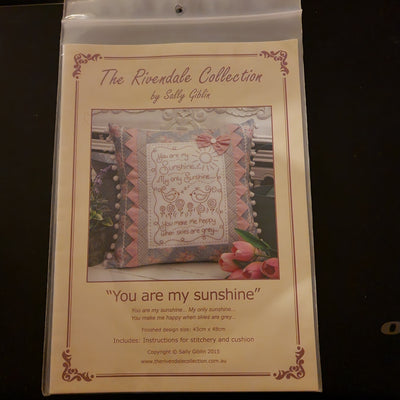 The Rivendale Collection
by Sally Giblin
You are my
Sunshine...
My only Sunshine...
You make me happy
when skies are grey...
"You are my sunshine"
You are my sunshine... My only sunshine...
You make me happy when skies are grey...
Finished design size: 43cm x 48cm
Includes: Instructions for stitchery and cushion
Copyright © Sally Giblin 2015
www.therivendalecollection.com.au